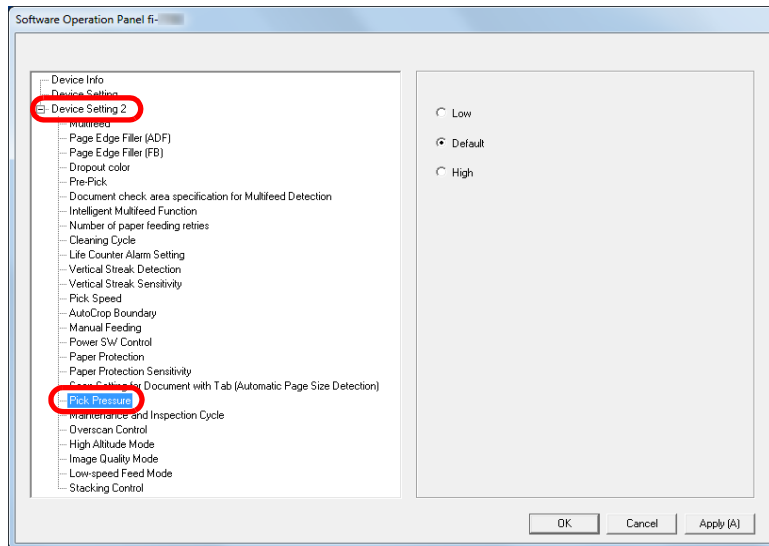 Software Operation Panel fi-
Device Info
Device Setting
Device Setting 2
Multifeed
Page Edge Filler (ADF)
Page Edge Filler (FB)
Dropout color
Pre-Pick
Document check area specification for Multifeed Detection
Intelligent Multifeed Function
Number of paper feeding retries
Cleaning Cycle
Life Counter Alarm Setting
Vertical Streak Detection
Vertical Streak Sensitivity
Pick Speed
AutoCrop Boundary
Manual Feeding
Power SW Control
Paper Protection
Paper Protection Sensitivity
Scan Setting for Document with Tab (Automatic Page Size Detection)
Pick Pressure
Maintenance and Inspection Cycle
Overscan Control
High Altitude Mode
Image Quality Mode
Low-speed Feed Mode
Stacking Control
Low
Default
High
OK Cancel Apply (A)